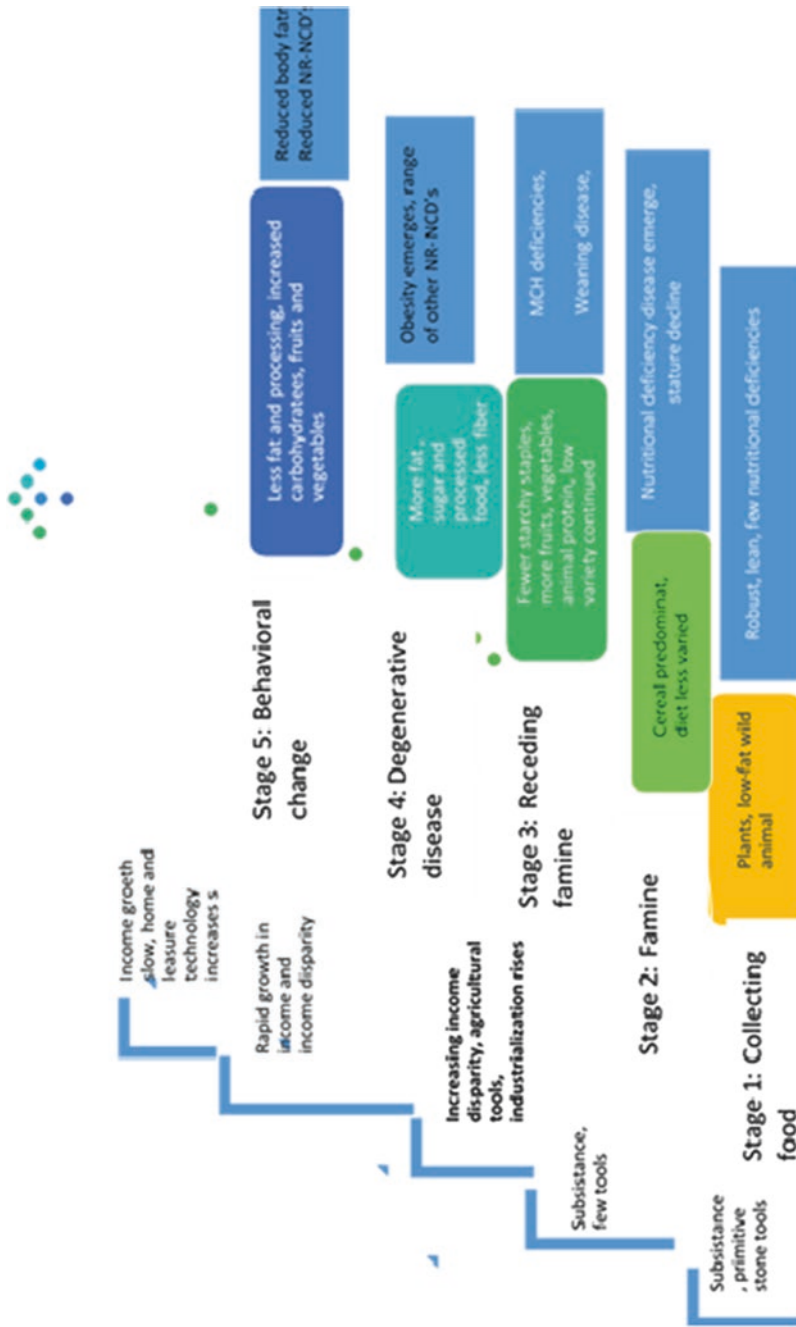 Income groeth
slow, home and
leasure
technology
increases s
Stage 5: Behavioral
change
Less fat and processing, increased
carbohydratees, fruits and
vegetables
Reduced body
Reduced NR-NCD's
Rapid growth in
income and
income disparity
Stage 4: Degenerative
disease
More fat,
sugar and
processed
food, less fiber
Obesity emerges, range
of other NR-NCD's
Increasing income
disparity, agricultural
tools,
industrialization rises
Stage 3: Receding
famine
Fewer starchy staples,
more fruits, vegetables,
animal protein, low
variety continued
MCH deficiencies,
Weaning disease,
Subsistance,
few tools
Stage 2: Famine
Cereal predominat,
diet less varied
Nutritional deficiency disease emerge,
stature decline
Subsistance
, primitive
stone tools
Stage 1: Collecting
food
Plants, low-fat wild
animal
Robust, lean, few nutritional deficiencies